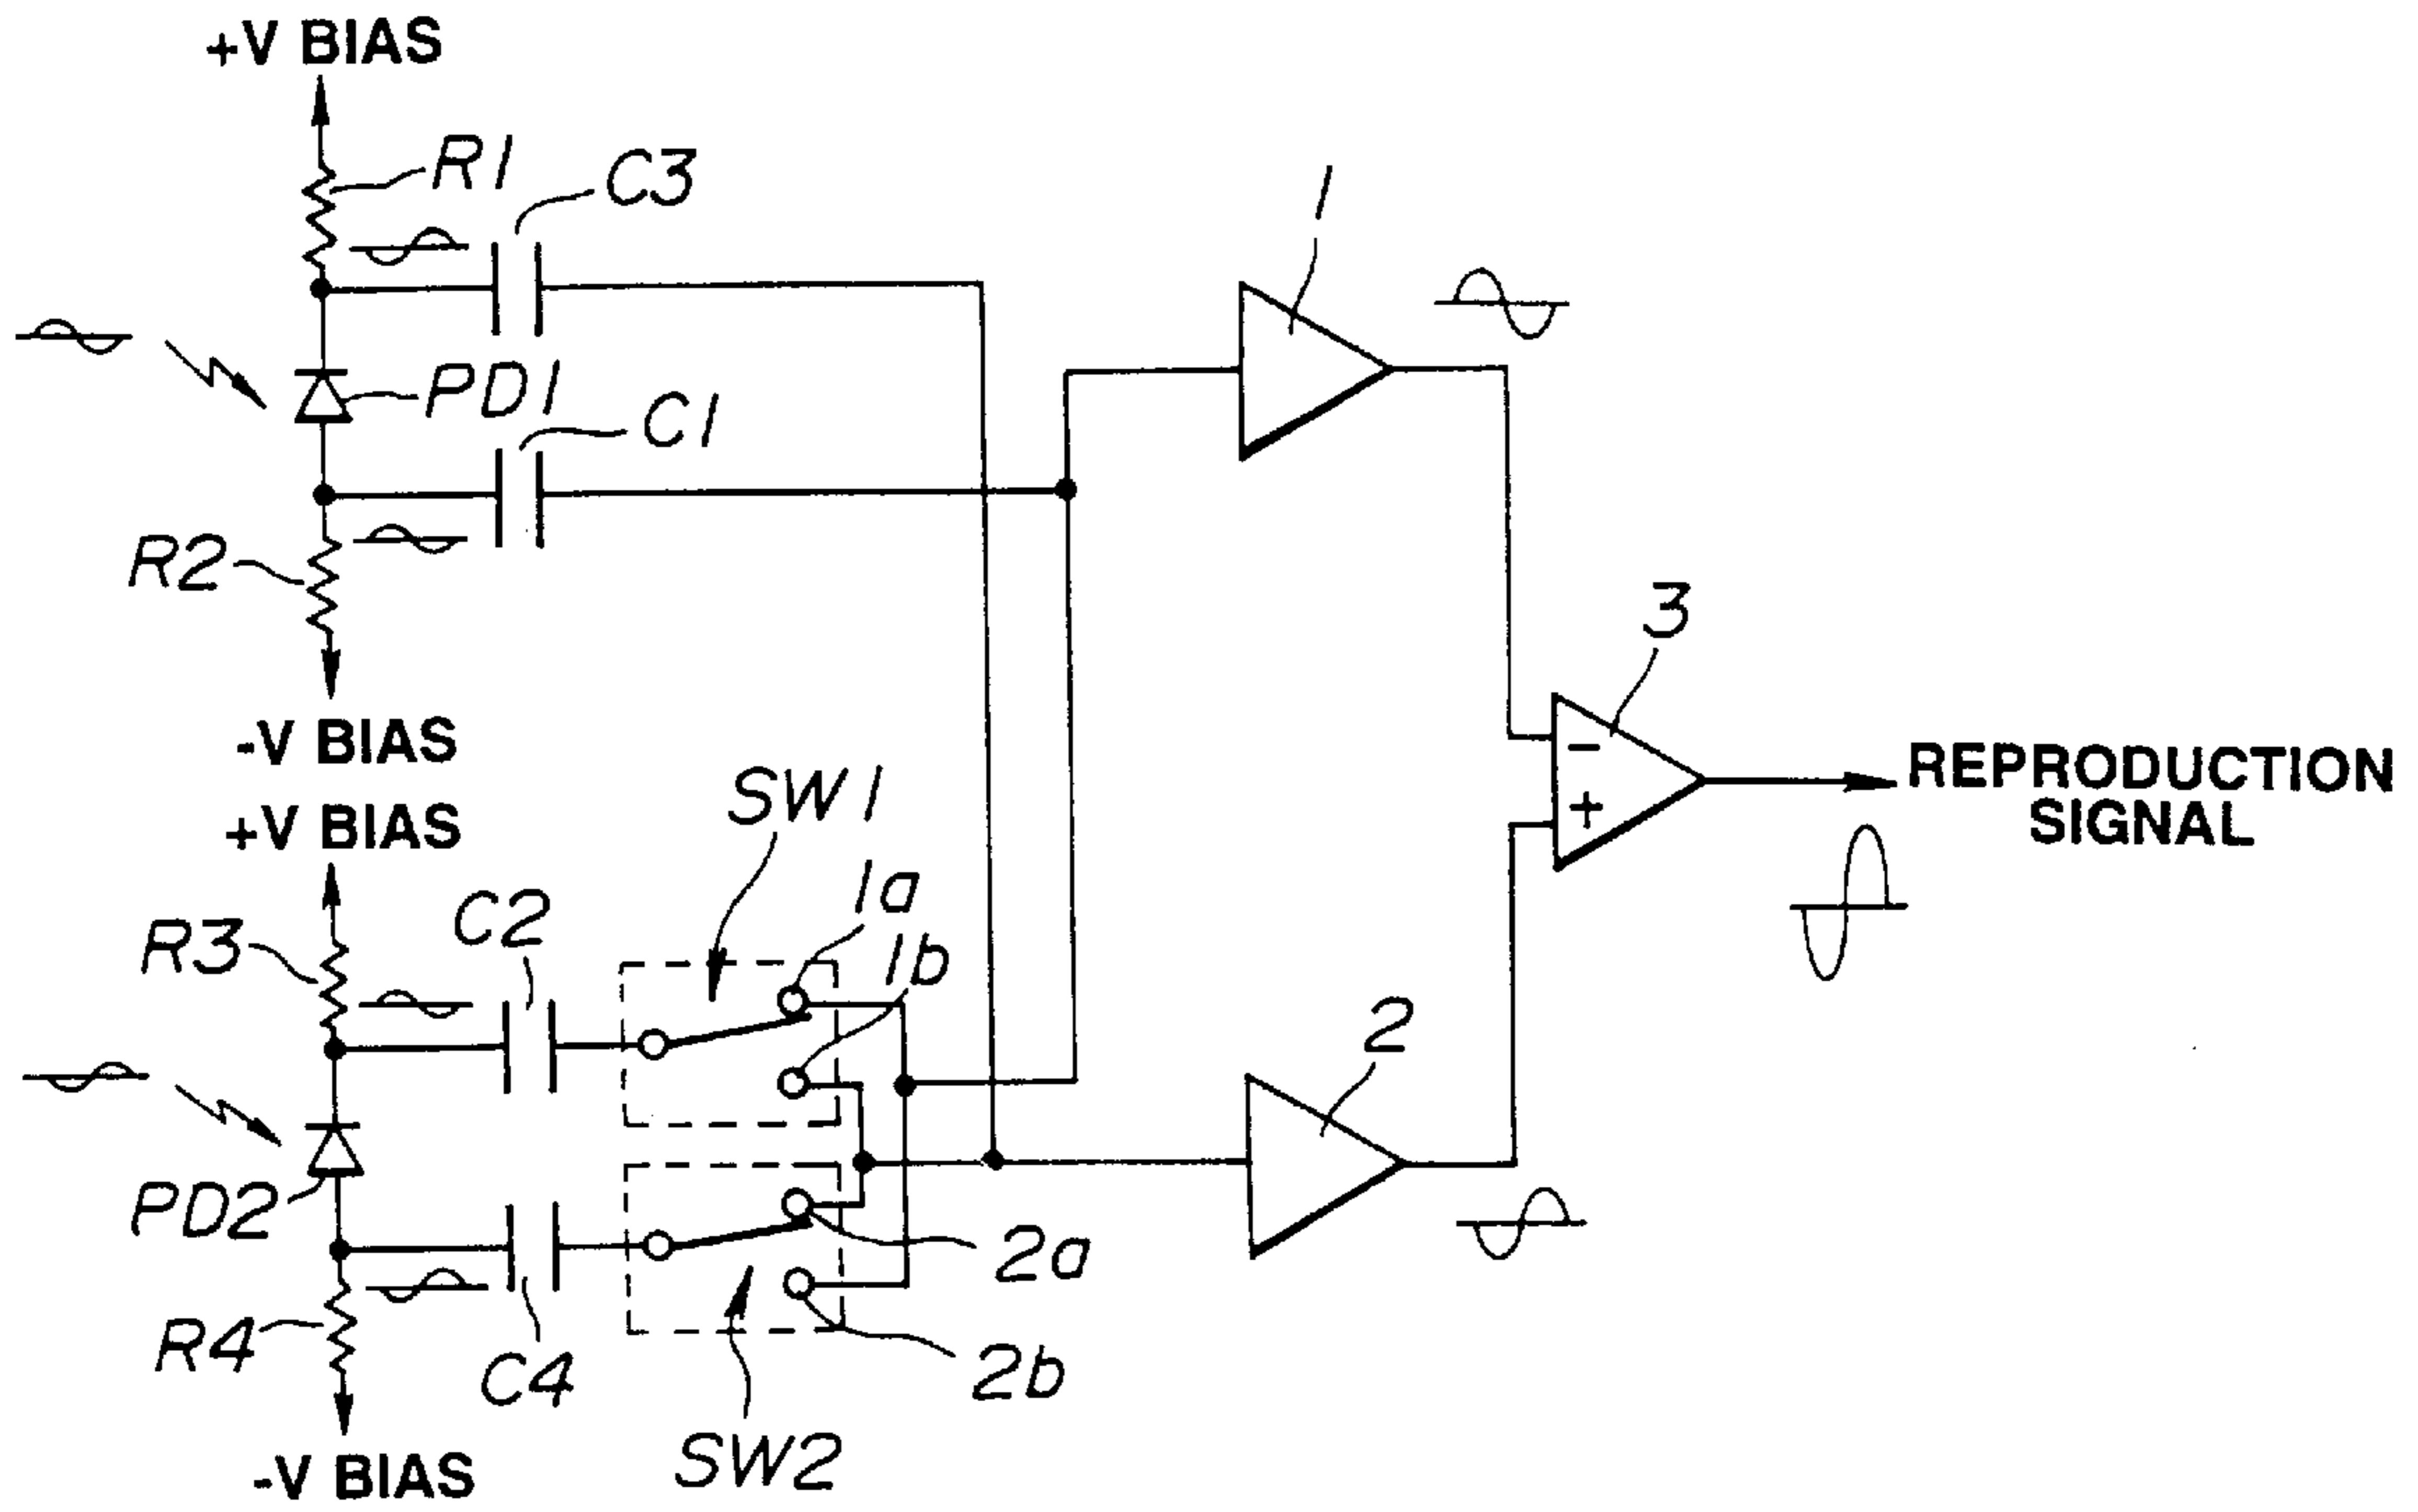 +V BIAS
R1
C3
1
PD1
C1
R2
3
-V BIAS
SW1
REPRODUCTION
SIGNAL
-
+
+V BIAS
1a
C2
R3
1b
2
PD2
2a
R4
C4
2b
SW2
-V BIAS